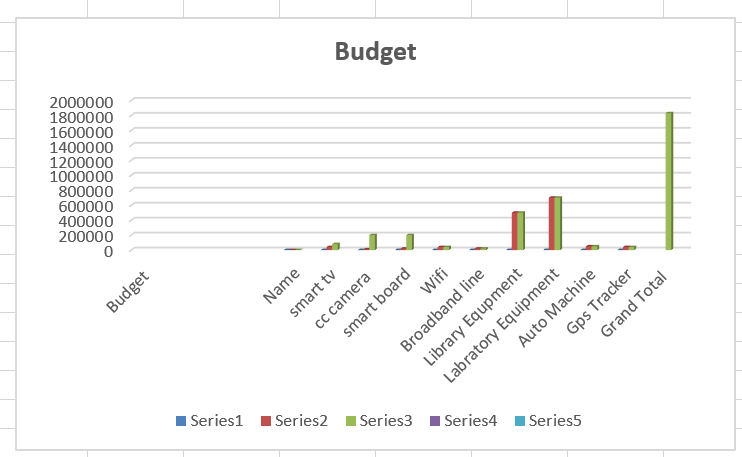 Budget
2000000
1800000
1600000
1400000
1200000
1000000
800000
600000
400000
200000
0
Budget
Name
smart tv
cc camera
smart board
Wifi
Broadband line
Library Equpment
Labratory Equipment
Auto Machine
Gps Tracker
Grand Total
Series1 Series2 Series3 Series4 Series5